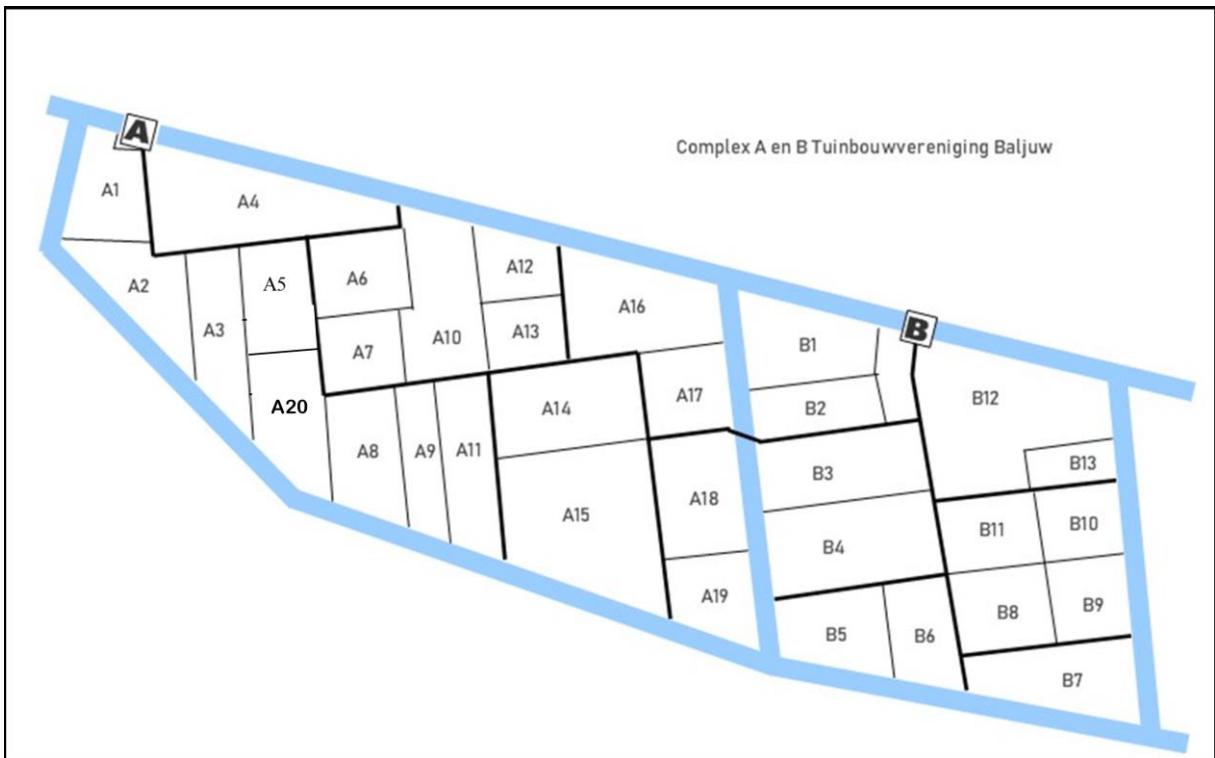 A
Complex A en B Tuinbouwvereniging Baljuw
A1
A4
A2
A3
A5
A6
A7
A10
A12
A13
A16
A17
A20
A8
A9
A11
A14
A15
A18
A19
B
B1
B2
B12
B13
B3
B4
B11
B10
B5
B6
B8
B9
B7